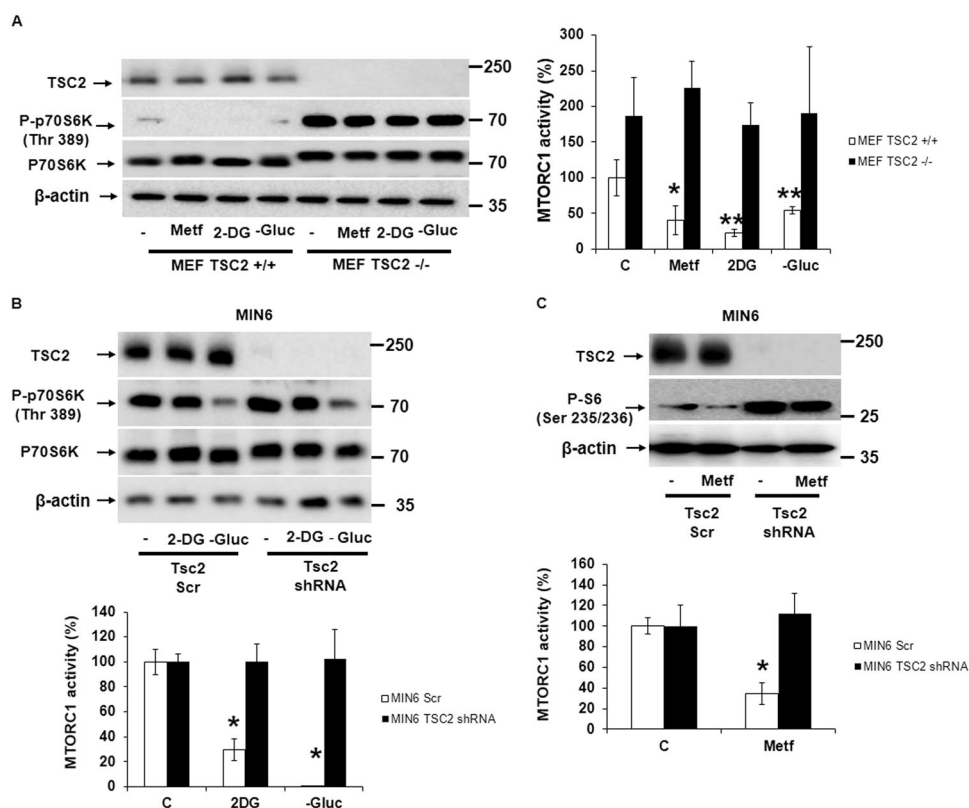 A
TSC2
250
P-p70S6K
(Thr 389)
70
P70S6K
70
β-actin
35
- Metf 2-DG -Gluc - Metf 2-DG -Gluc
MEF TSC2 +/+ MEF TSC2 -/-
MTORC1 activity (%)
300
250
200
150
100
50
0
* ** **
C Metf 2DG -Gluc
MEF TSC2 +/+
MEF TSC2 -/-
B
MIN6
TSC2
250
P-p70S6K
(Thr 389)
70
P70S6K
70
β-actin
35
- 2-DG -Gluc - 2-DG - Gluc
Tsc2 Tsc2
Scr shRNA
MTORC1 activity (%)
140
120
100
80
60
40
20
0
* *
C 2DG -Gluc
MIN6 Scr
MIN6 TSC2 shRNA
C
MIN6
TSC2
250
P-S6
(Ser 235/236)
25
β-actin
35
- Metf - Metf
Tsc2 Tsc2
Scr shRNA
MTORC1 activity (%)
160
140
120
100
80
60
40
20
0
*
C Metf
MIN6 Scr
MIN6 TSC2 shRNA